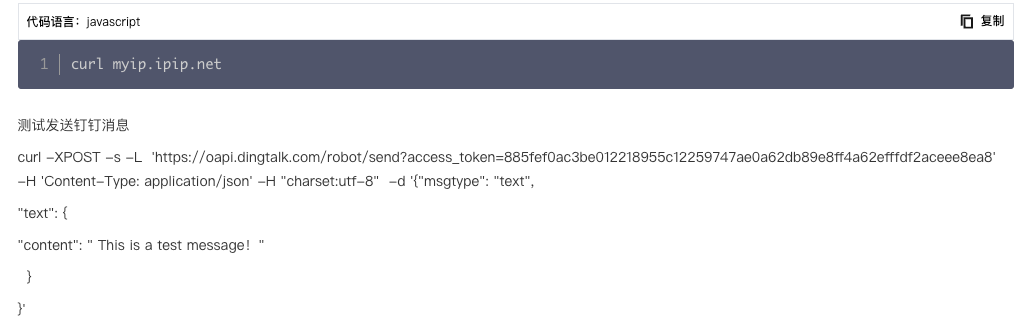 代码语言：javascript
复制
1 curl myip.ipip.net
测试发送钉钉消息
curl -XPOST -s -L 'https://oapi.dingtalk.com/robot/send?access_token=885fef0ac3be012218955c12259747ae0a62db89e8ff4a62efffdf2aceee8ea8'
-H 'Content-Type: application/json' -H "charset:utf-8" -d '{"msgtype": "text",
"text": {
"content": " This is a test message！"
}
}'